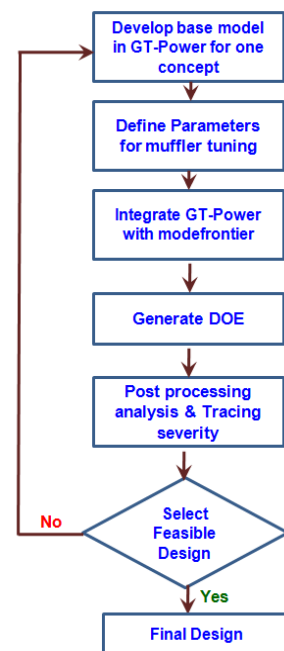 Develop base model
in GT-Power for one
concept
Define Parameters
for muffler tuning
Integrate GT-Power
with modefrontier
Generate DOE
Post processing
analysis & Tracing
severity
Select
Feasible
Design
No
Yes
Final Design